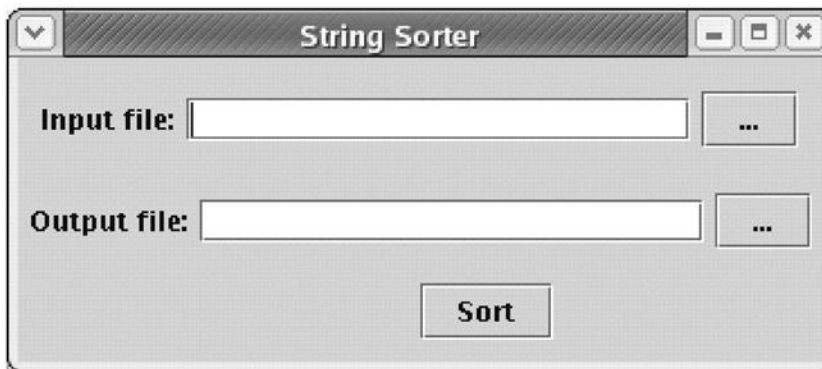 String Sorter
Input file: ...
Output file: ...
Sort